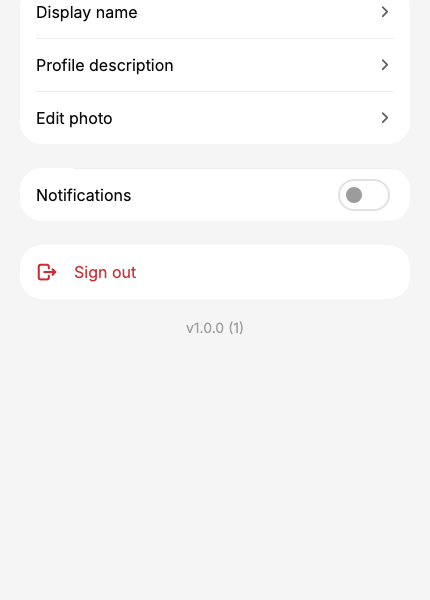 Display name
Profile description
Edit photo
Notifications
Sign out
v1.0.0 (1)